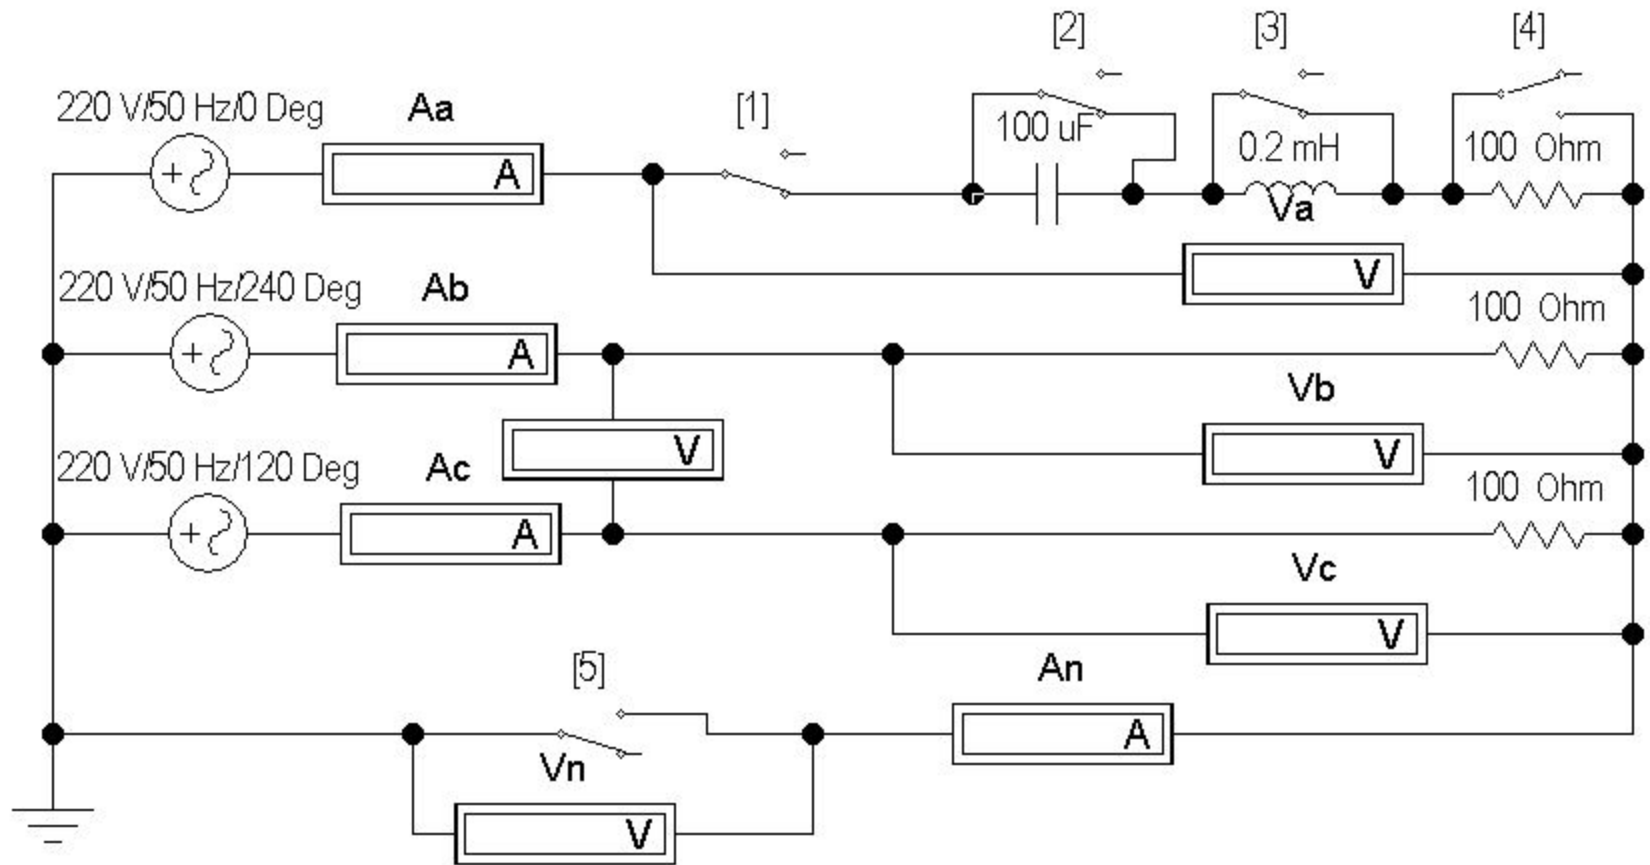 [2] [3] [4]
220 V/50 Hz/0 Deg Aa [1] 100 uF 0.2 mH 100 Ohm
A
Va
V
220 V/50 Hz/240 Deg Ab 100 Ohm
A
Vb
V V
220 V/50 Hz/120 Deg Ac 100 Ohm
A
Vc
V
[5] An
A
Vn
V